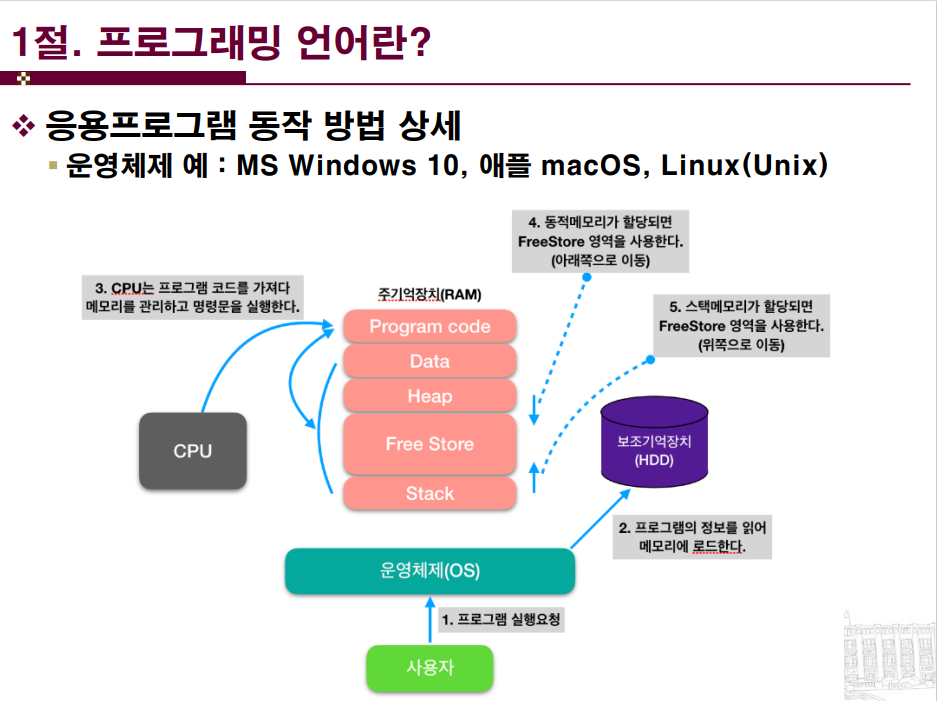 1절. 프로그래밍 언어란?
응용프로그램 동작 방법 상세
운영체제 예 : MS Windows 10, 애플 macOS, Linux(Unix)
4. 동적메모리가 할당되면
FreeStore 영역을 사용한다.
(아래쪽으로 이동)
3. CPU는 프로그램 코드를 가져다
메모리를 관리하고 명령문을 실행한다.
주기억장치(RAM)
5. 스택메모리가 할당되면
FreeStore 영역을 사용한다.
(위쪽으로 이동)
Program code
Data
Heap
Free Store
Stack
CPU
보조기억장치
(HDD)
2. 프로그램의 정보를 읽어
메모리에 로드한다.
운영체제(OS)
1. 프로그램 실행요청
사용자